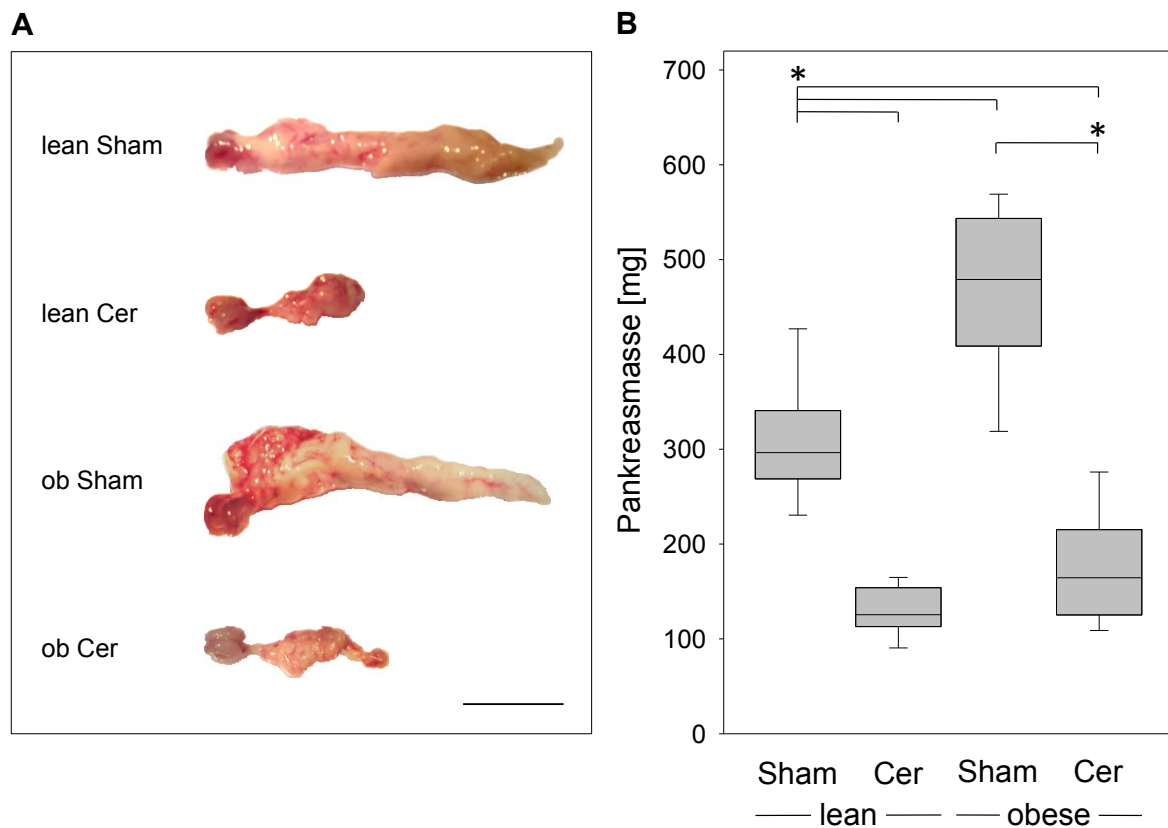 A
lean Sham
lean Cer
ob Sham
ob Cer
B
700
600
500
400
300
200
100
0
Pankreasmasse [mg]
*
*
Sham Cer Sham Cer
lean obese